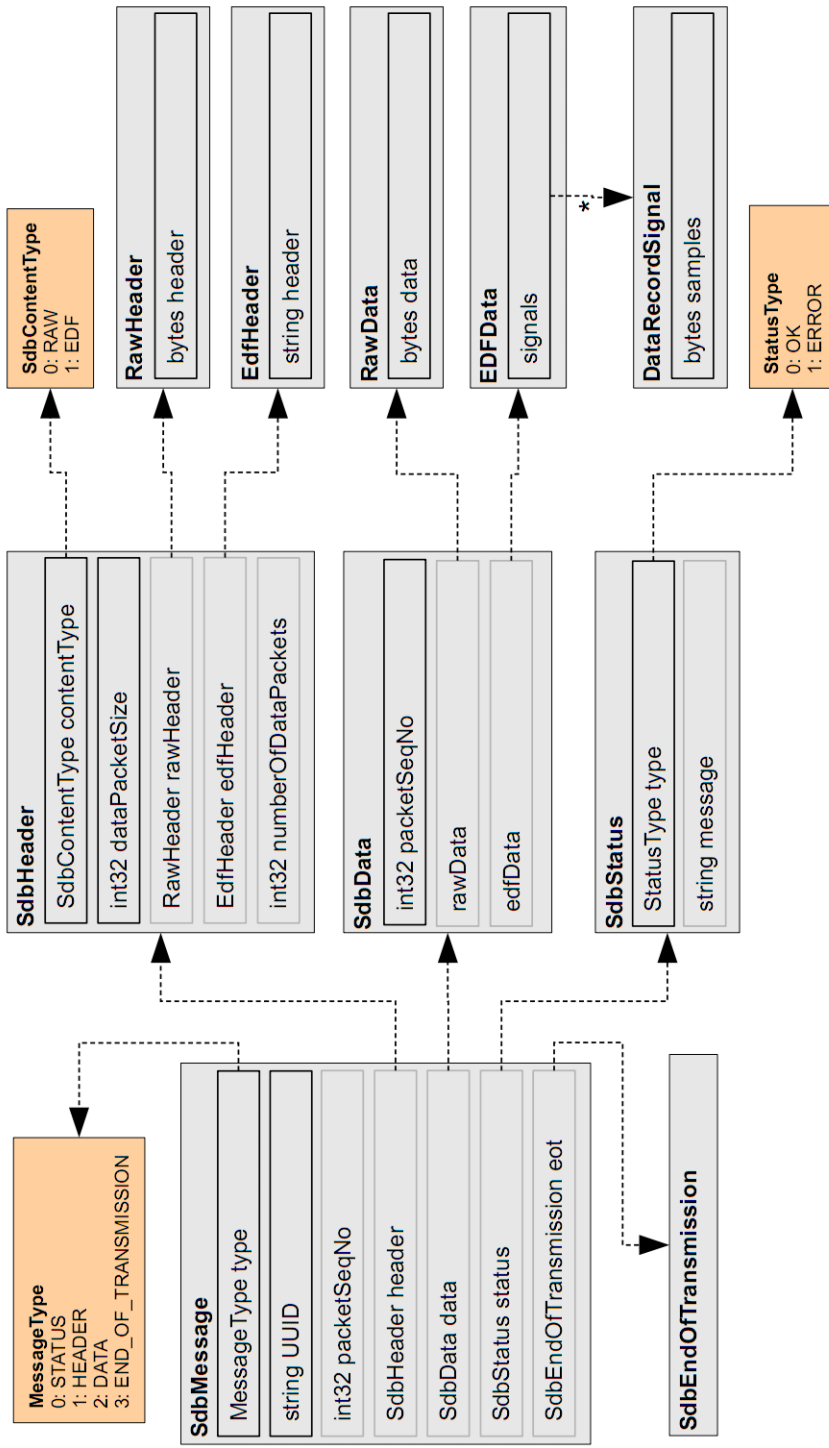 MessageType
0: STATUS
1: HEADER
2: DATA
3: END_OF_TRANSMISSION
SdbMessage
MessageType type
string UUID
int32 packetSeqNo
SdbHeader header
SdbData data
SdbStatus status
SdbEndOfTransmission eot
SdbEndOfTransmission
SdbHeader
SdbContentType contentType
int32 dataPacketSize
RawHeader rawHeader
EdfHeader edfHeader
int32 numberOfDataPackets
SdbData
int32 packetSeqNo
rawData
edfData
SdbStatus
StatusType type
string message
SdbContentType
0: RAW
1: EDF
RawHeader
bytes header
EdfHeader
string header
RawData
bytes data
EDFData
signals
*
DataRecordSignal
bytes samples
StatusType
0: OK
1: ERROR